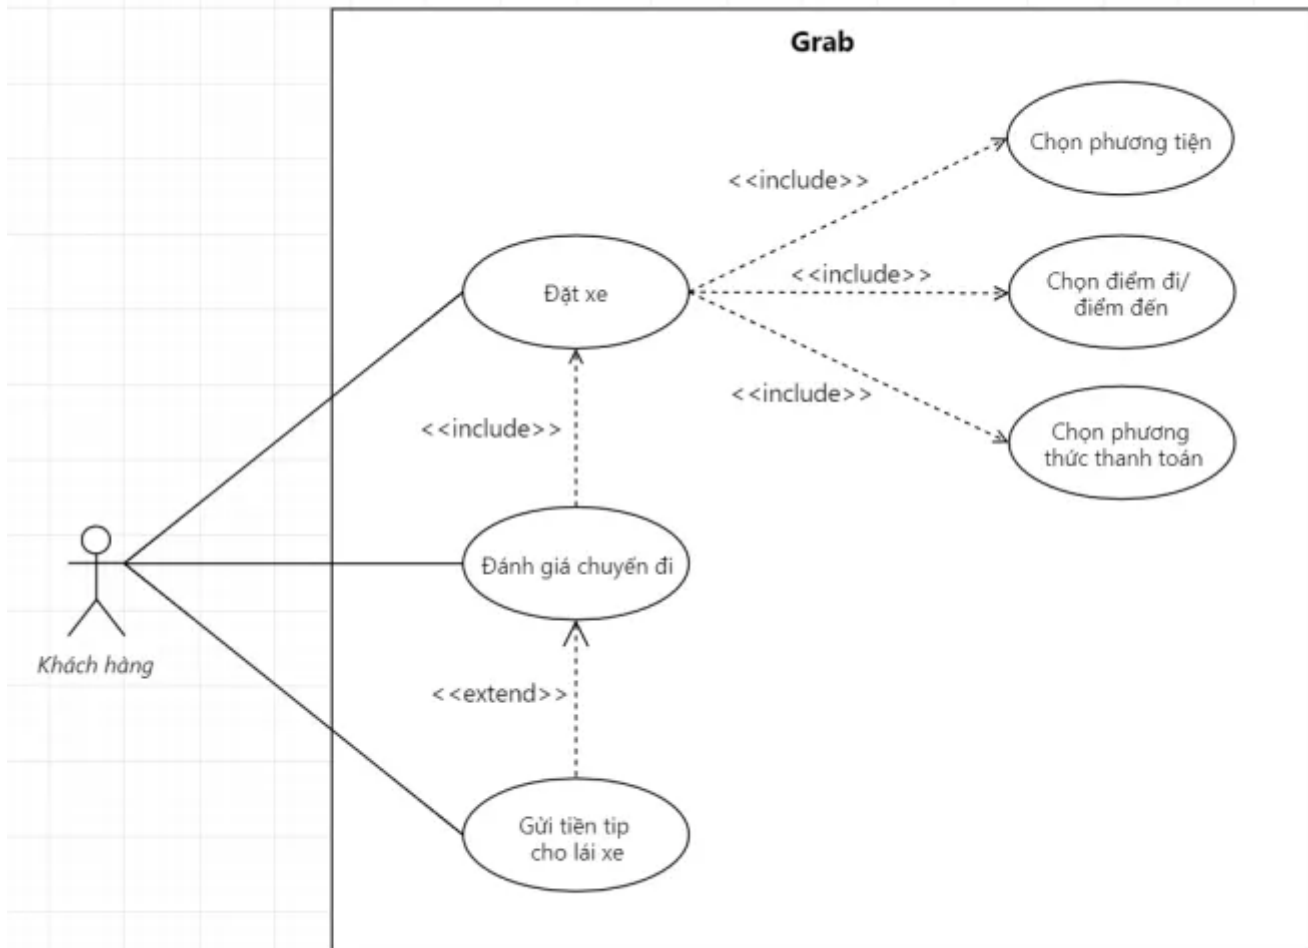 Grab
Chọn phương tiện
<<include>>
<<include>>
Chọn điểm đi/
điểm đến
Đặt xe
<<include>>
<<include>>
Chọn phương
thức thanh toán
Đánh giá chuyến đi
Khách hàng
<<extend>>
Gửi tiền tip
cho lái xe